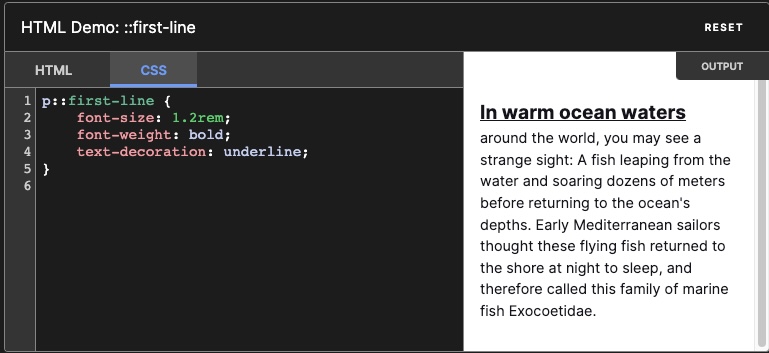 HTML Demo: ::first-line
RESET
HTML
CSS
OUTPUT
1 p::first-line {
2     font-size: 1.2rem;
3     font-weight: bold;
4     text-decoration: underline;
5 }
6
In warm ocean waters
around the world, you may see a
strange sight: A fish leaping from the
water and soaring dozens of meters
before returning to the ocean's
depths. Early Mediterranean sailors
thought these flying fish returned to
the shore at night to sleep, and
therefore called this family of marine
fish Exocoetidae.